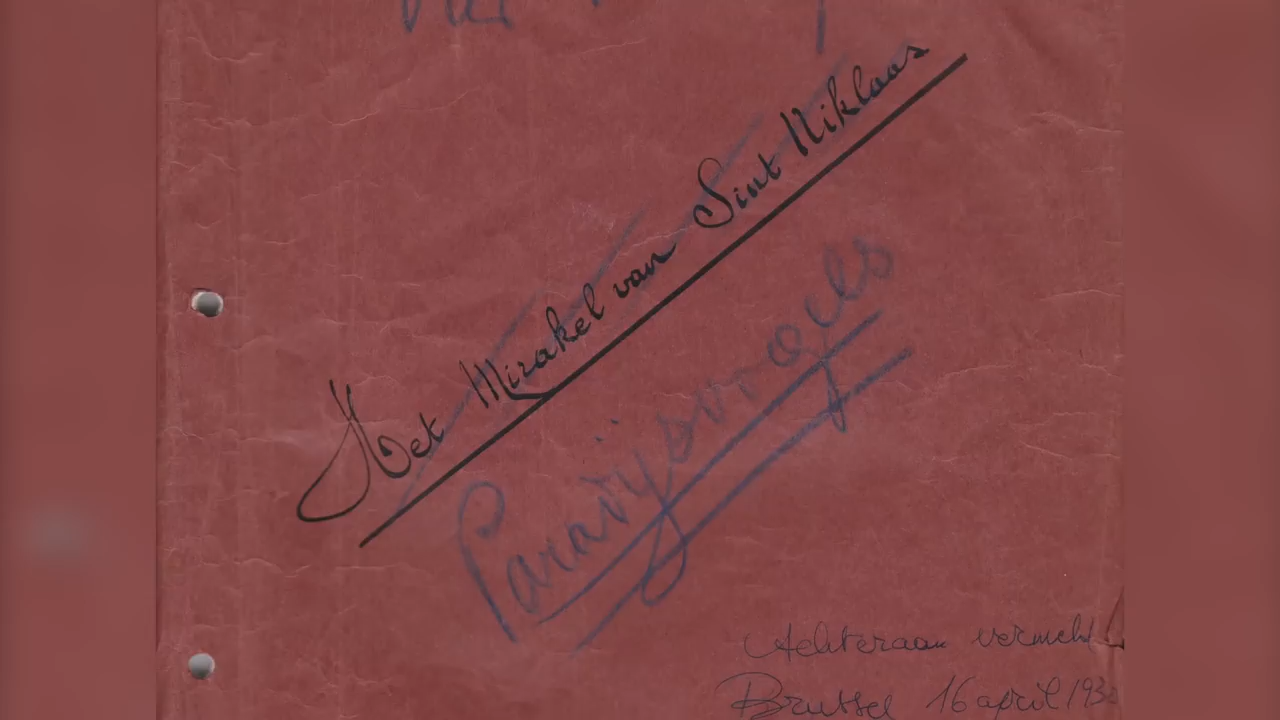 Het Mirakel van Sint Niklaas
Paradijsvogels
Achteraan vermeld
Brussel 16 april 193